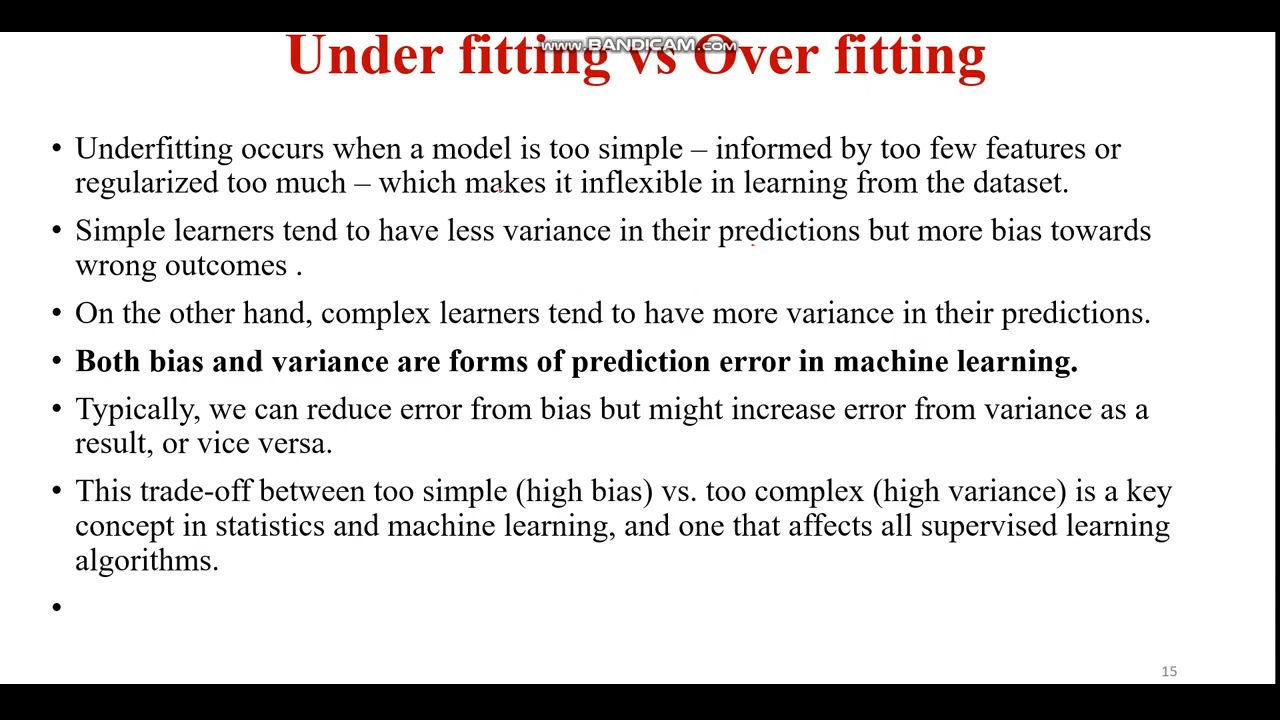 www.BANDICAM.com
Under fitting vs Over fitting
• Underfitting occurs when a model is too simple – informed by too few features or
regularized too much – which makes it inflexible in learning from the dataset.
• Simple learners tend to have less variance in their predictions but more bias towards
wrong outcomes .
• On the other hand, complex learners tend to have more variance in their predictions.
• Both bias and variance are forms of prediction error in machine learning.
• Typically, we can reduce error from bias but might increase error from variance as a
result, or vice versa.
• This trade-off between too simple (high bias) vs. too complex (high variance) is a key
concept in statistics and machine learning, and one that affects all supervised learning
algorithms.
•
15